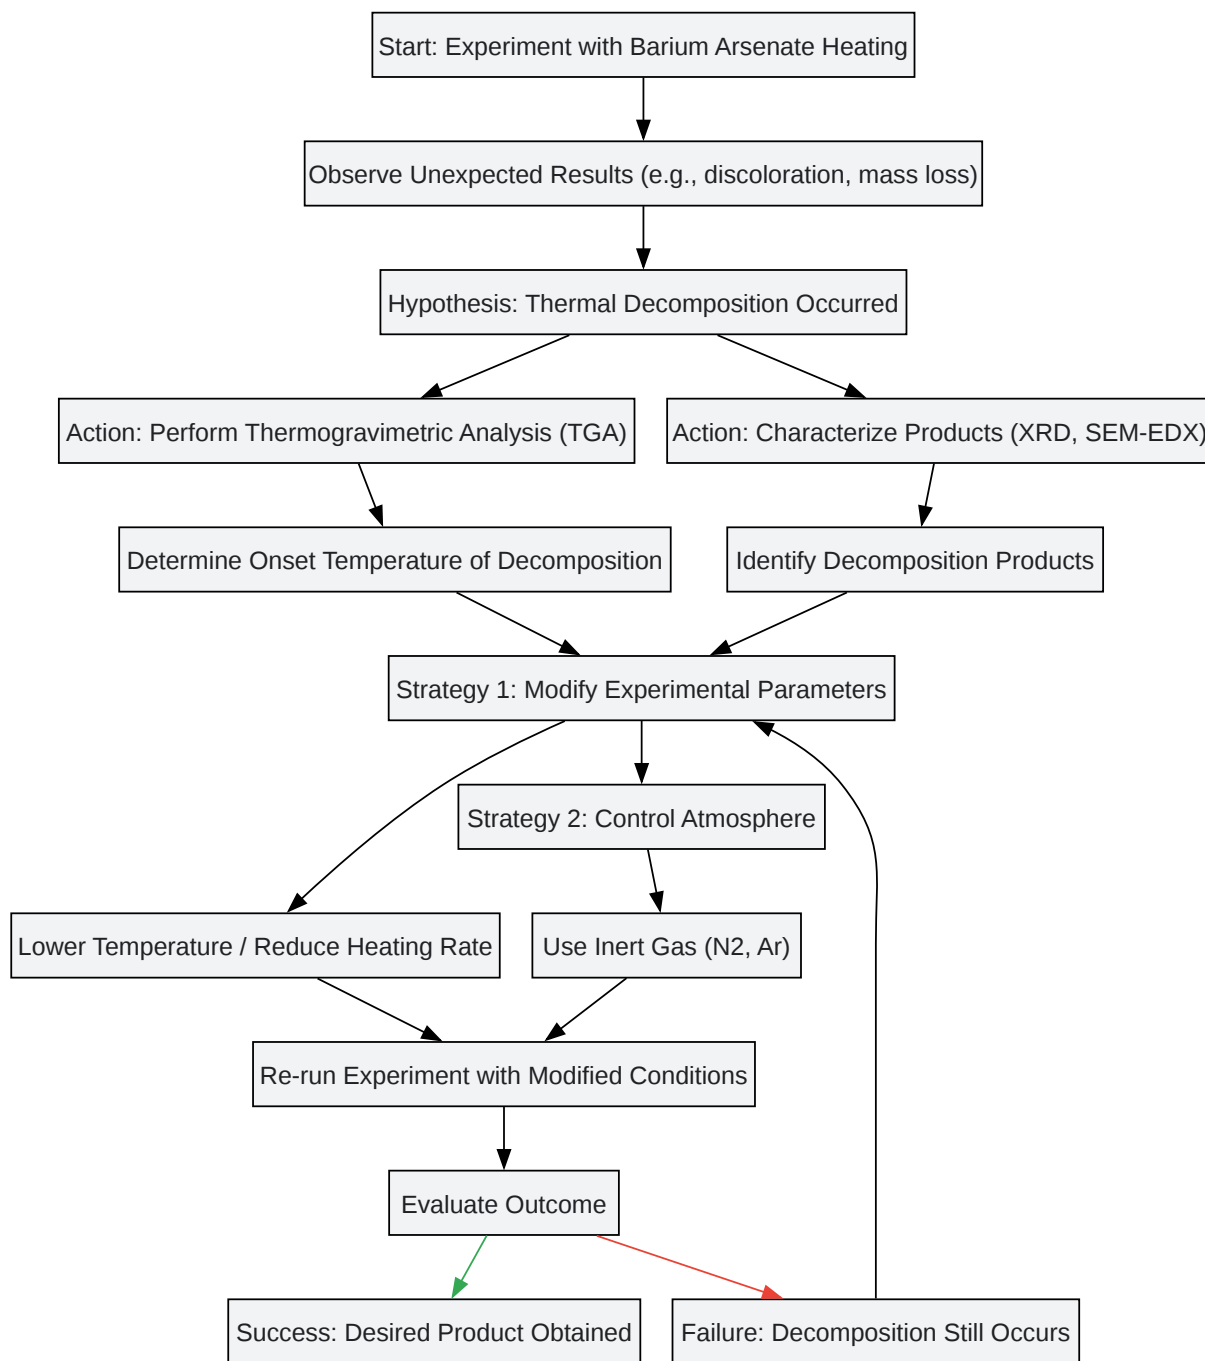 Start: Experiment with Barium Arsenate Heating
Observe Unexpected Results (e.g., discoloration, mass loss)
Hypothesis: Thermal Decomposition Occurred
Action: Perform Thermogravimetric Analysis (TGA)
Action: Characterize Products (XRD, SEM-EDX)
Determine Onset Temperature of Decomposition
Identify Decomposition Products
Strategy 1: Modify Experimental Parameters
Strategy 2: Control Atmosphere
Lower Temperature / Reduce Heating Rate
Use Inert Gas (N2, Ar)
Re-run Experiment with Modified Conditions
Evaluate Outcome
Success: Desired Product Obtained
Failure: Decomposition Still Occurs